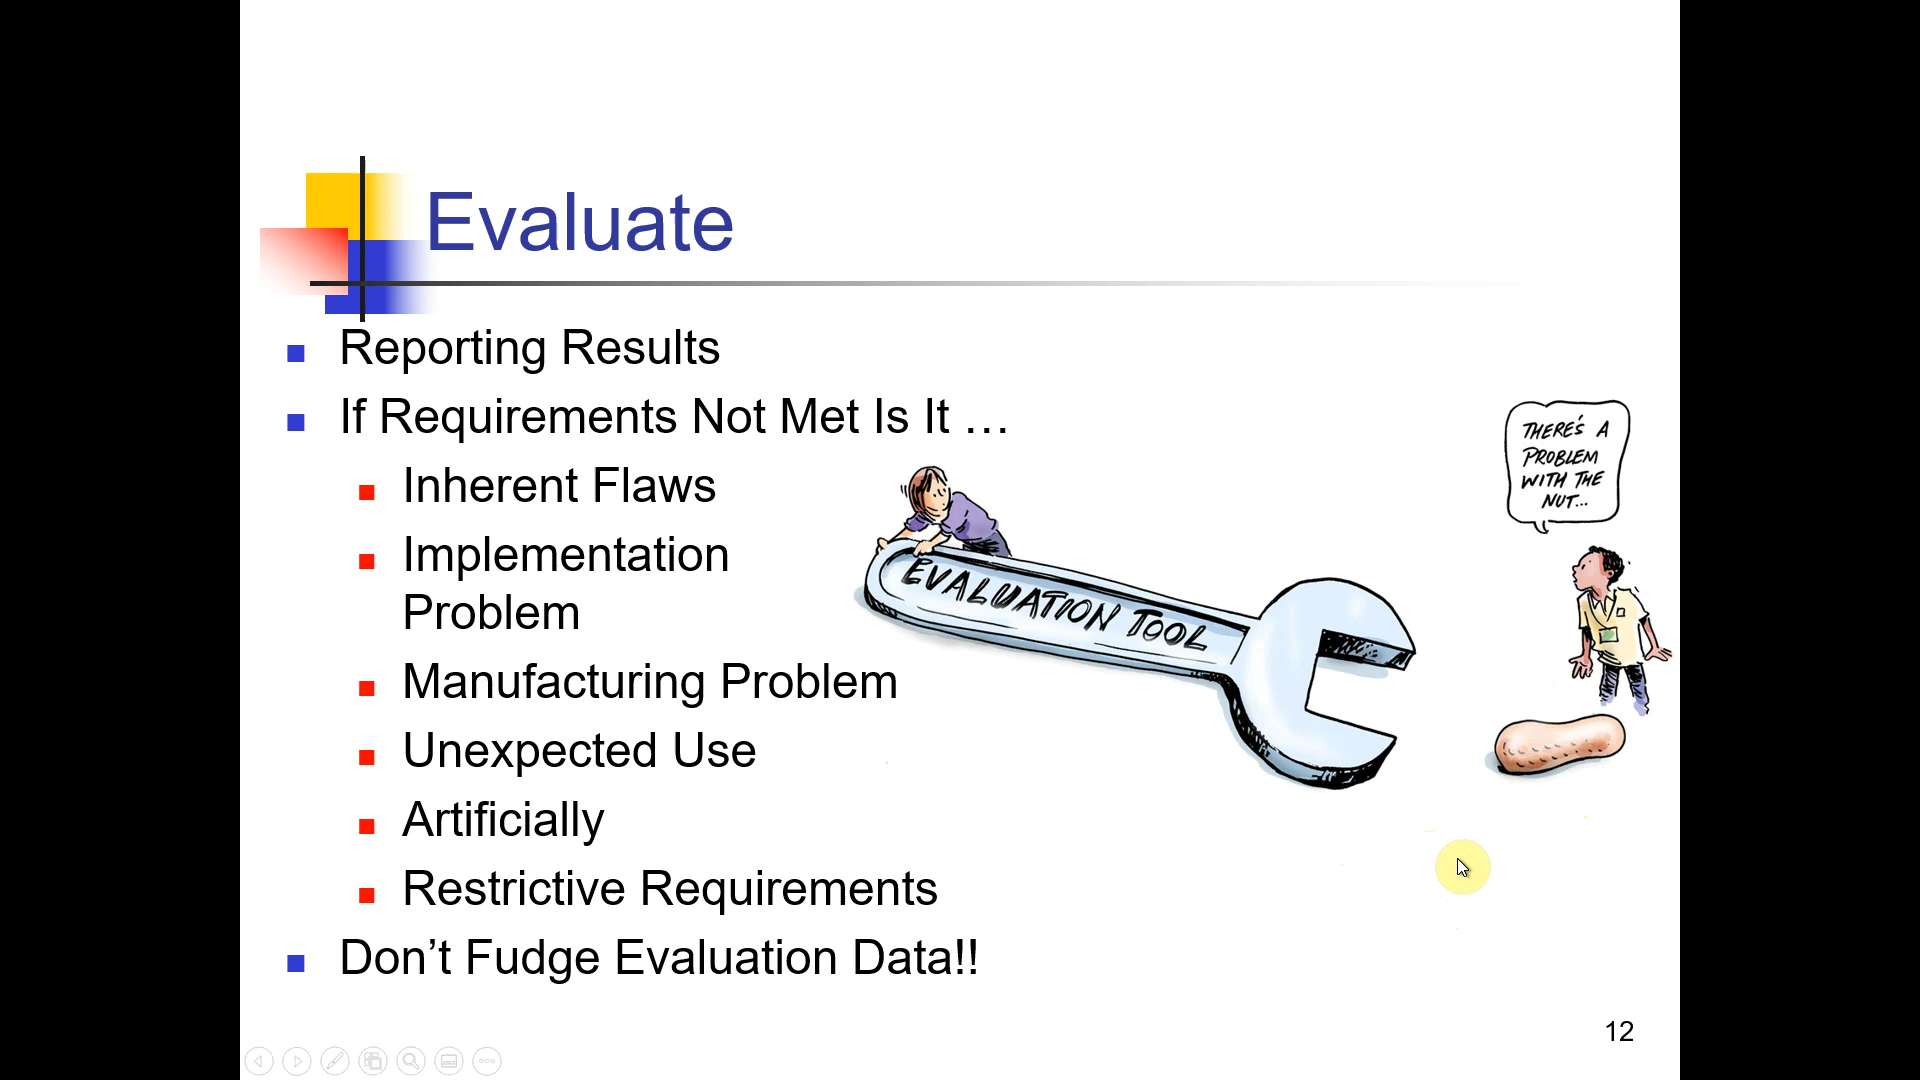 Evaluate
Reporting Results
If Requirements Not Met Is It …
Inherent Flaws
Implementation
Problem
Manufacturing Problem
Unexpected Use
Artificially
Restrictive Requirements
Don’t Fudge Evaluation Data!!
EVALUATION TOOL
THERE'S A
PROBLEM
WITH THE
NUT...
12